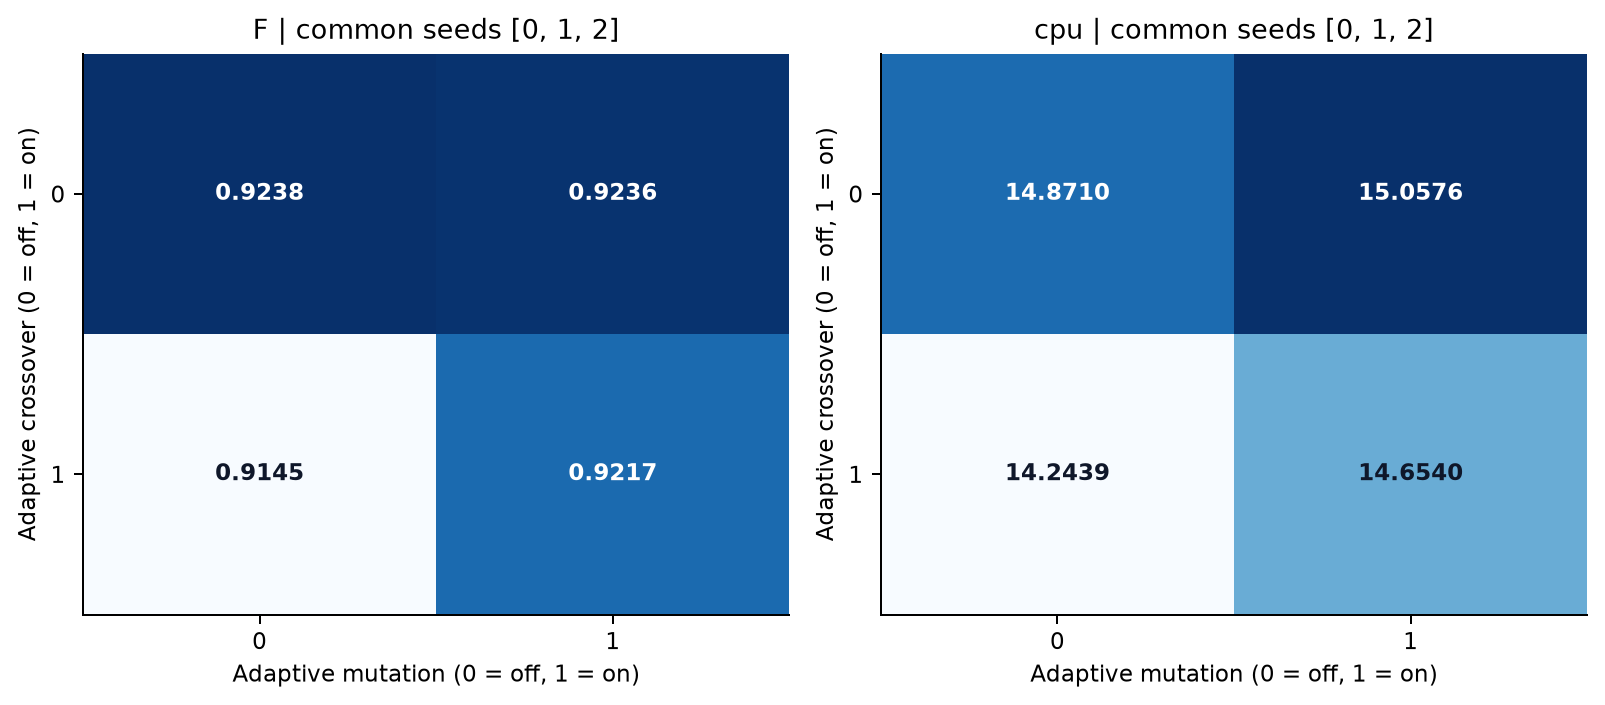 F | common seeds [0, 1, 2]
Adaptive crossover (0 = off, 1 = on)
0
1
0.9238
0.9236
0.9145
0.9217
0
1
Adaptive mutation (0 = off, 1 = on)
cpu | common seeds [0, 1, 2]
Adaptive crossover (0 = off, 1 = on)
0
1
14.8710
15.0576
14.2439
14.6540
0
1
Adaptive mutation (0 = off, 1 = on)